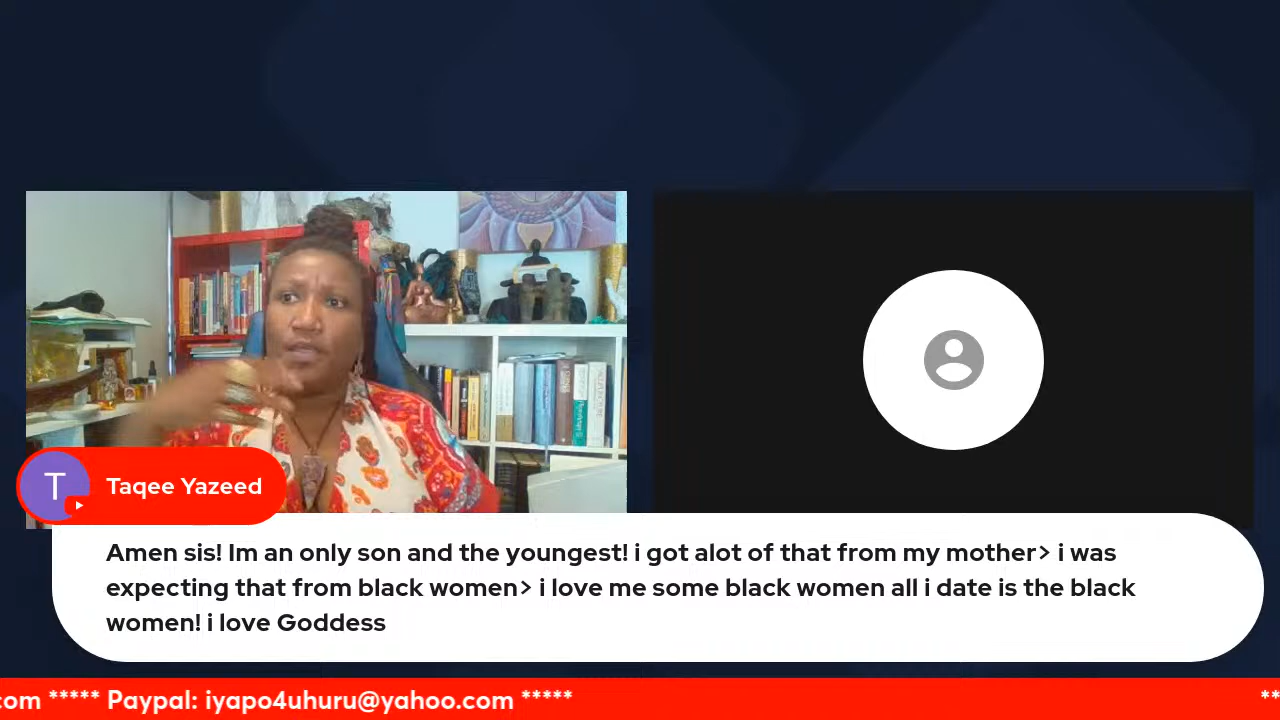 Taqee Yazeed
Amen sis! Im an only son and the youngest! i got alot of that from my mother> i was
expecting that from black women> i love me some black women all i date is the black
women! i love Goddess
com ***** Paypal: iyapo4uhuru@yahoo.com ***** **